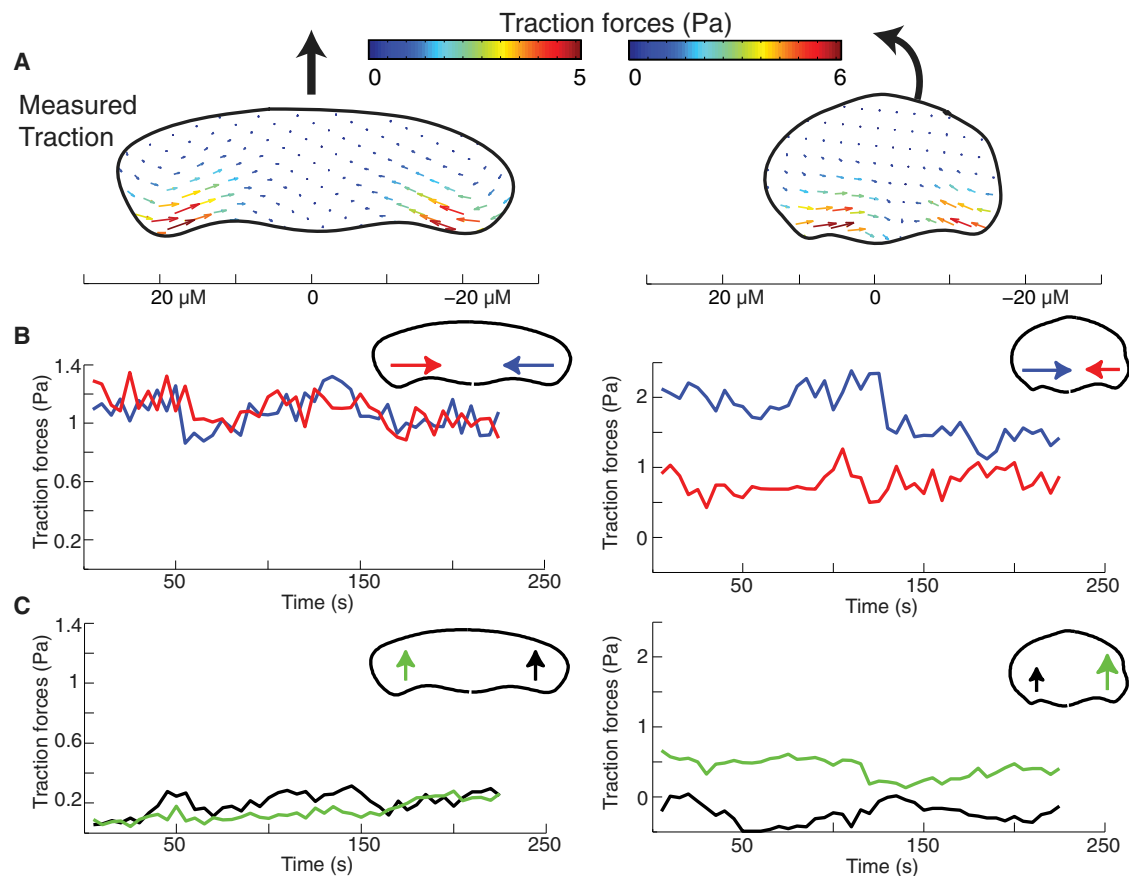 Traction forces (Pa)
A
0 5 0 6
Measured
Traction
20 µM 0 −20 µM 20 µM 0 −20 µM
B
Traction forces (Pa)
1.4
1
0.6
0.2
50 150 250
Time (s)
Traction forces (Pa)
2
1
0
50 150 250
Time (s)
C
Traction forces (Pa)
1.4
1
0.6
0.2
50 150 250
Time (s)
Traction forces (Pa)
2
1
0
50 150 250
Time (s)